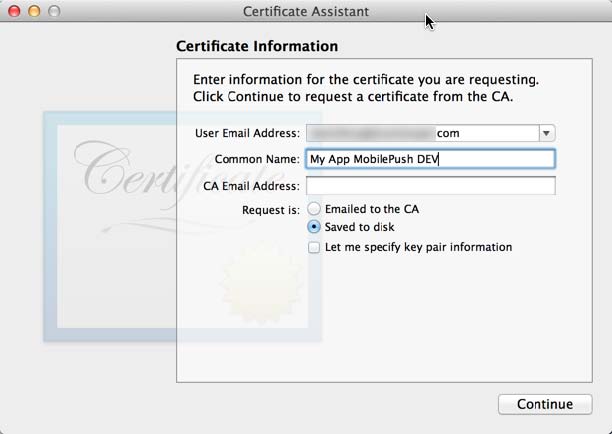 Certificate Assistant
Certificate Information
Enter information for the certificate you are requesting.
Click Continue to request a certificate from the CA.
User Email Address: com
Common Name: My App MobilePush DEV
CA Email Address:
Request is: Emailed to the CA
Saved to disk
Let me specify key pair information
Certificate
Continue